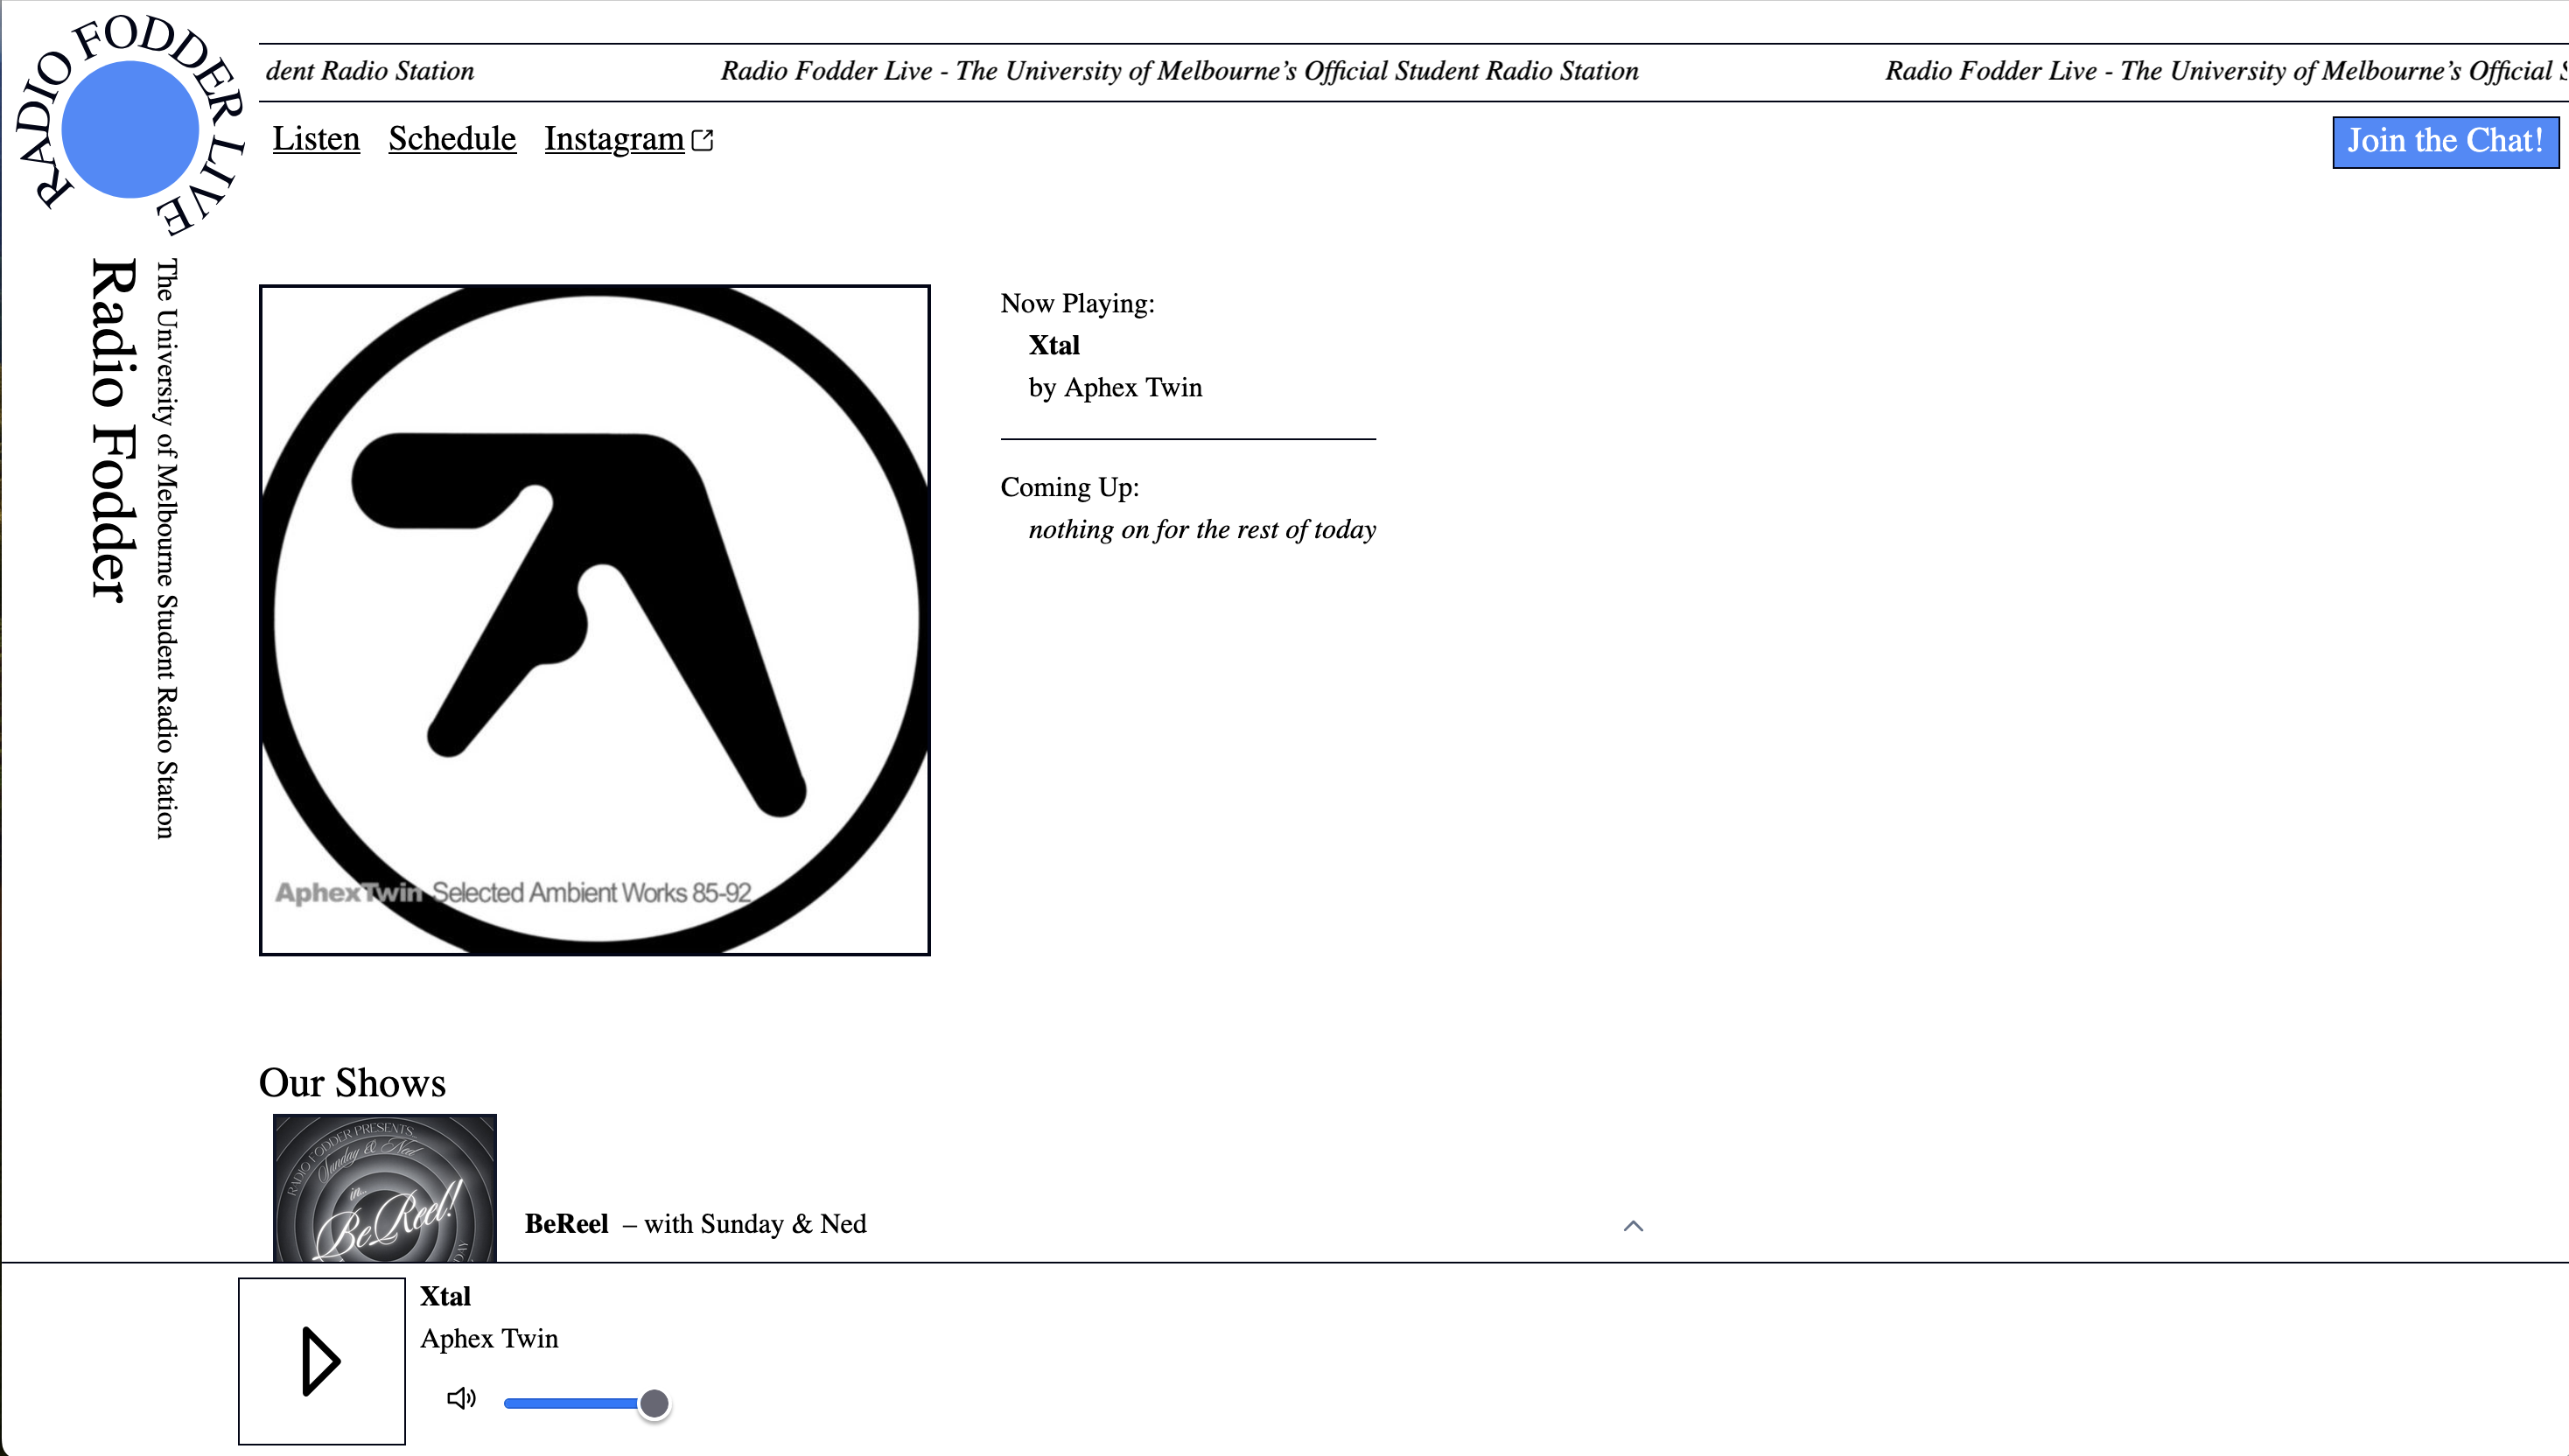 RADIO FODDER LIVE
dent Radio Station Radio Fodder Live - The University of Melbourne’s Official Student Radio Station Radio Fodder Live - The University of Melbourne’s Official
Listen Schedule Instagram
Join the Chat!
The University of Melbourne Student Radio Station
Radio Fodder
Now Playing:
Xtal
by Aphex Twin
Coming Up:
nothing on for the rest of today
AphexTwin Selected Ambient Works 85-92
Our Shows
RADIO FODDER PRESENTS
Sunday & Ned
in...
BeReel!
DAY
BeReel – with Sunday & Ned
Xtal
Aphex Twin